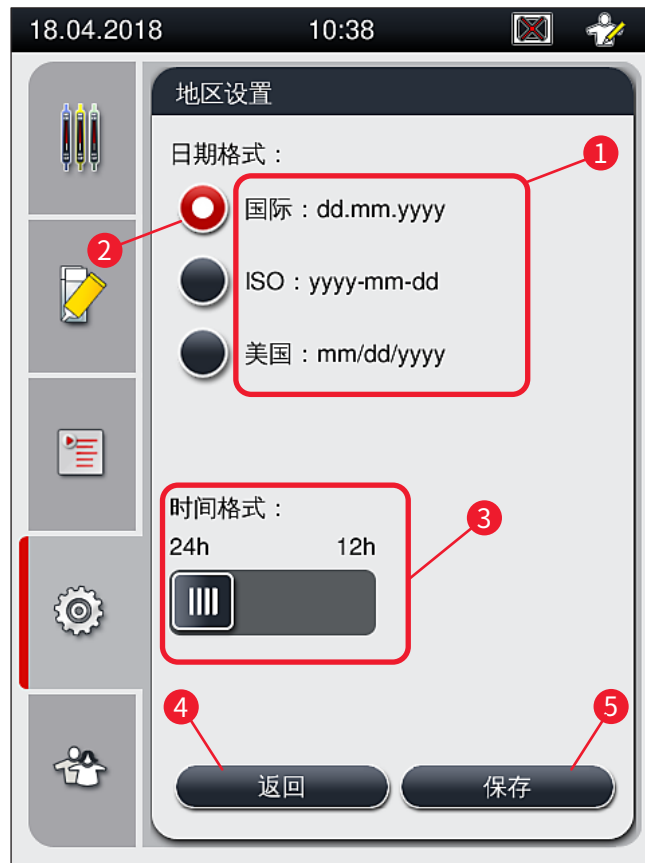 18.04.2018 10:38
地区设置
日期格式：
1
国际：dd.mm.yyyy
2
ISO：yyyy-mm-dd
美国：mm/dd/yyyy
时间格式：
3
24h 12h
4
5
返回 保存